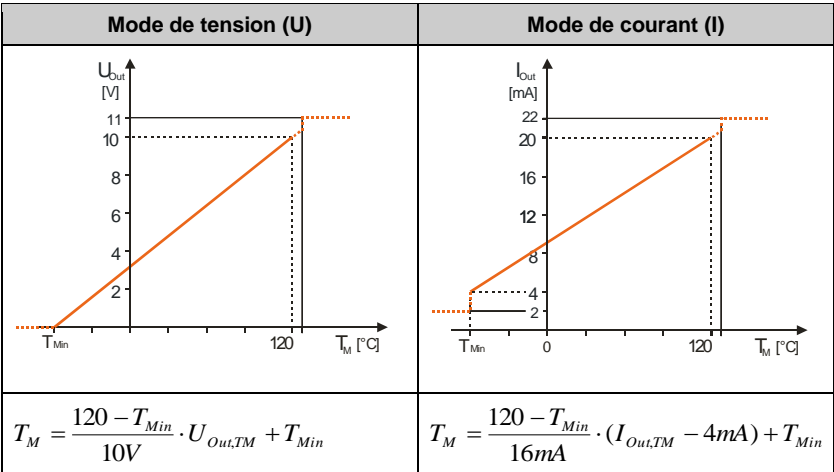 Mode de tension (U)
Mode de courant (I)
U_Out
[V]
11
10
8
6
4
2
T_Min
120
T_M [°C]
I_Out
[mA]
22
20
16
12
8
4
2
T_Min
0
120
T_M [°C]
T_M = (120 − T_Min)/10V · U_Out,TM + T_Min
T_M = (120 − T_Min)/16mA · (I_Out,TM − 4mA) + T_Min